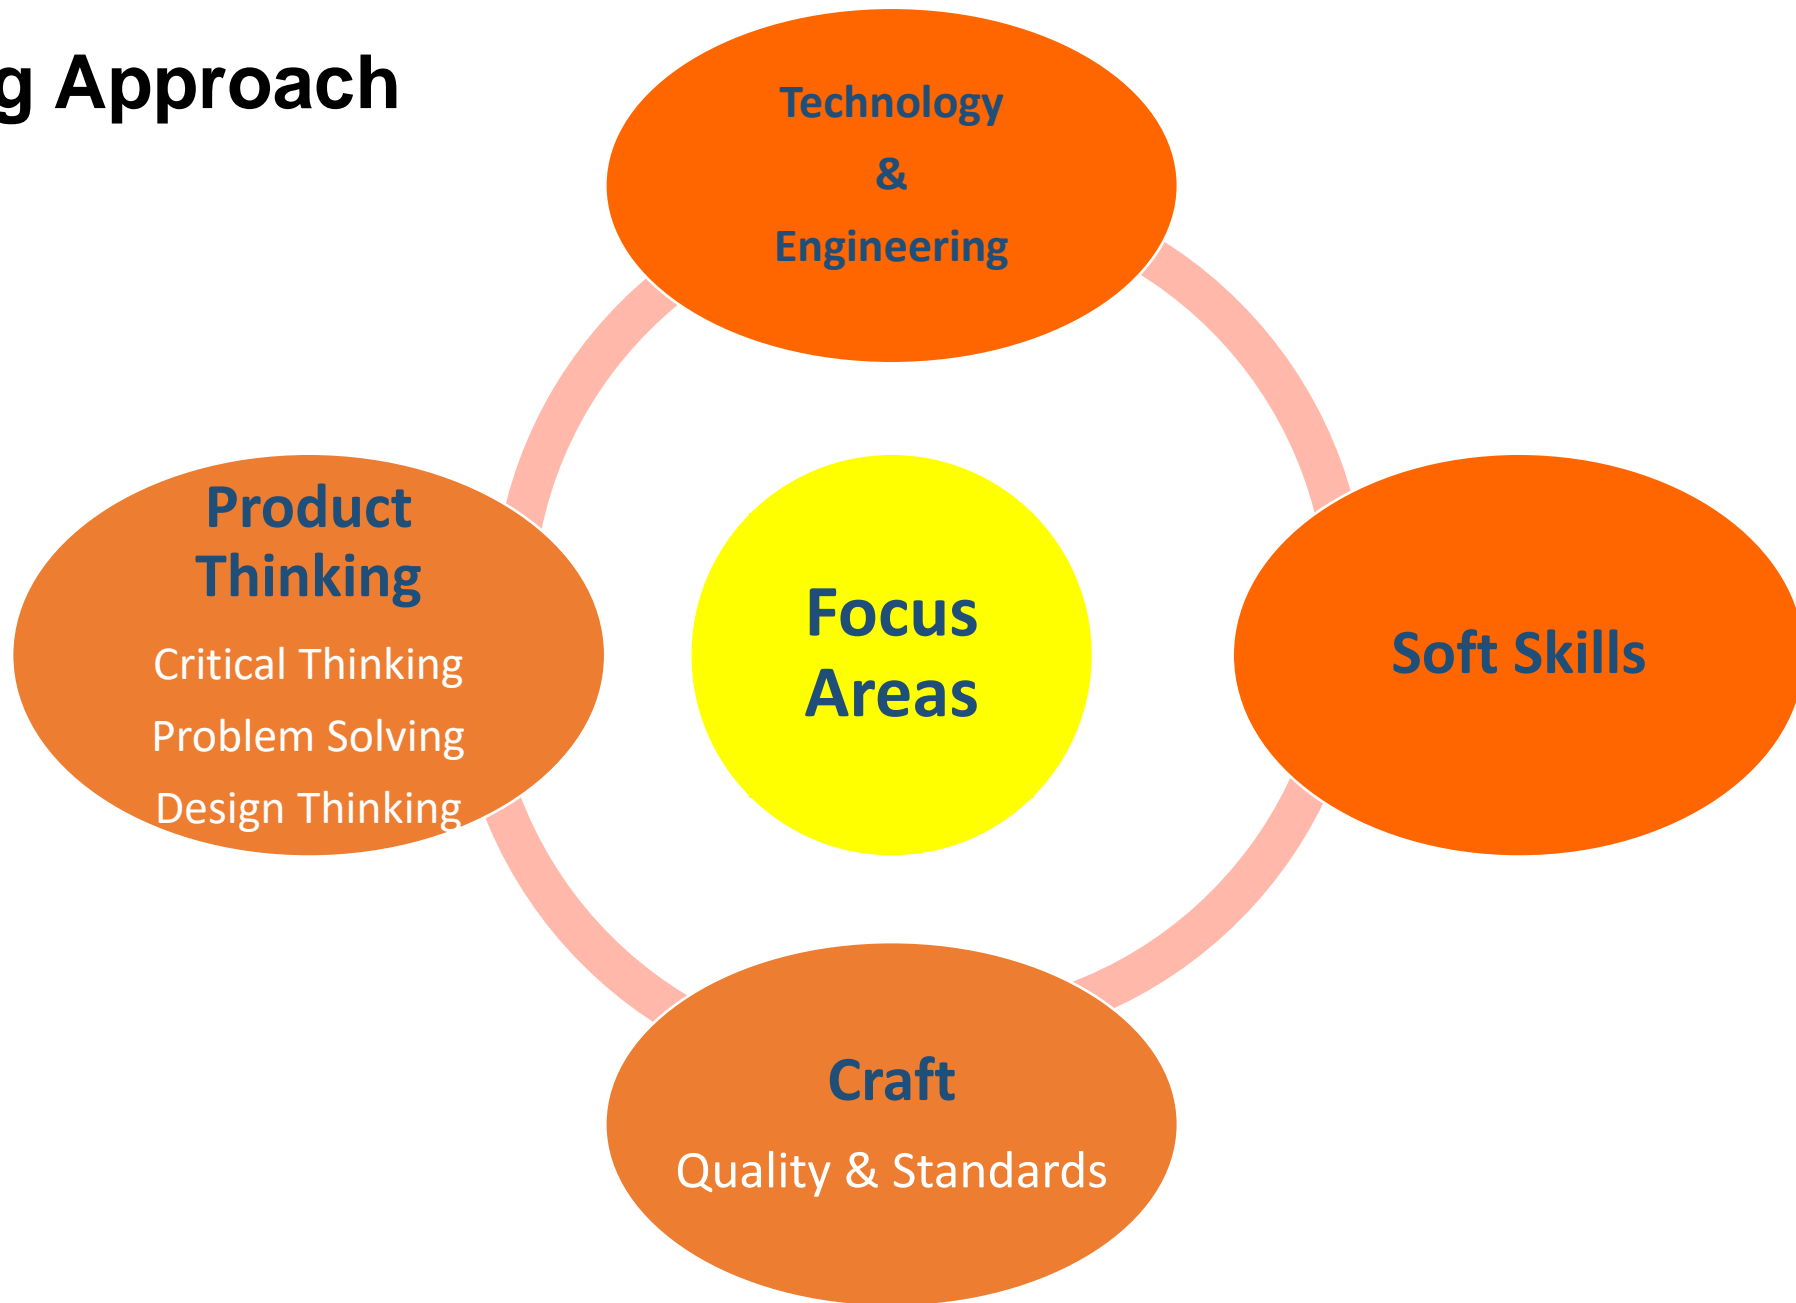 g Approach
Technology
&
Engineering
Product
Thinking
Critical Thinking
Problem Solving
Design Thinking
Focus
Areas
Soft Skills
Craft
Quality & Standards